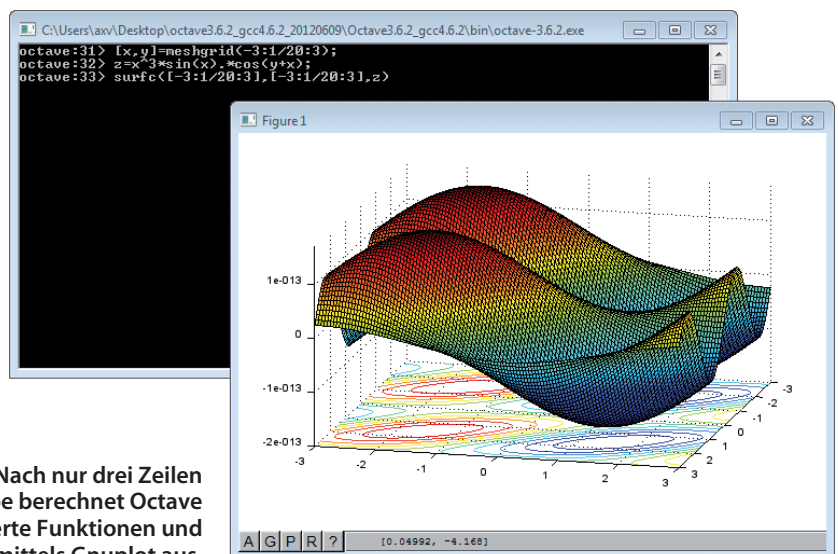 C:\Users\axv\Desktop\octave3.6.2_gcc4.6.2_20120609\Octave3.6.2_gcc4.6.2\bin\octave-3.6.2.exe
octave:31> [x,y]=meshgrid(-3:1/20:3);
octave:32> z=x^3*sin(x).*cos(y+x);
octave:33> surfc([-3:1/20:3],[-3:1/20:3],z)
Figure 1
1e-013
0
-1e-013
-2e-013
-3
-2
-1
0
1
2
3
3
2
1
0
-1
-2
-3
Nach nur drei Zeilen
be berechnet Octave
erte Funktionen und
mittels Gnuplot aus
A G P R ? [0.04992, -4.168]